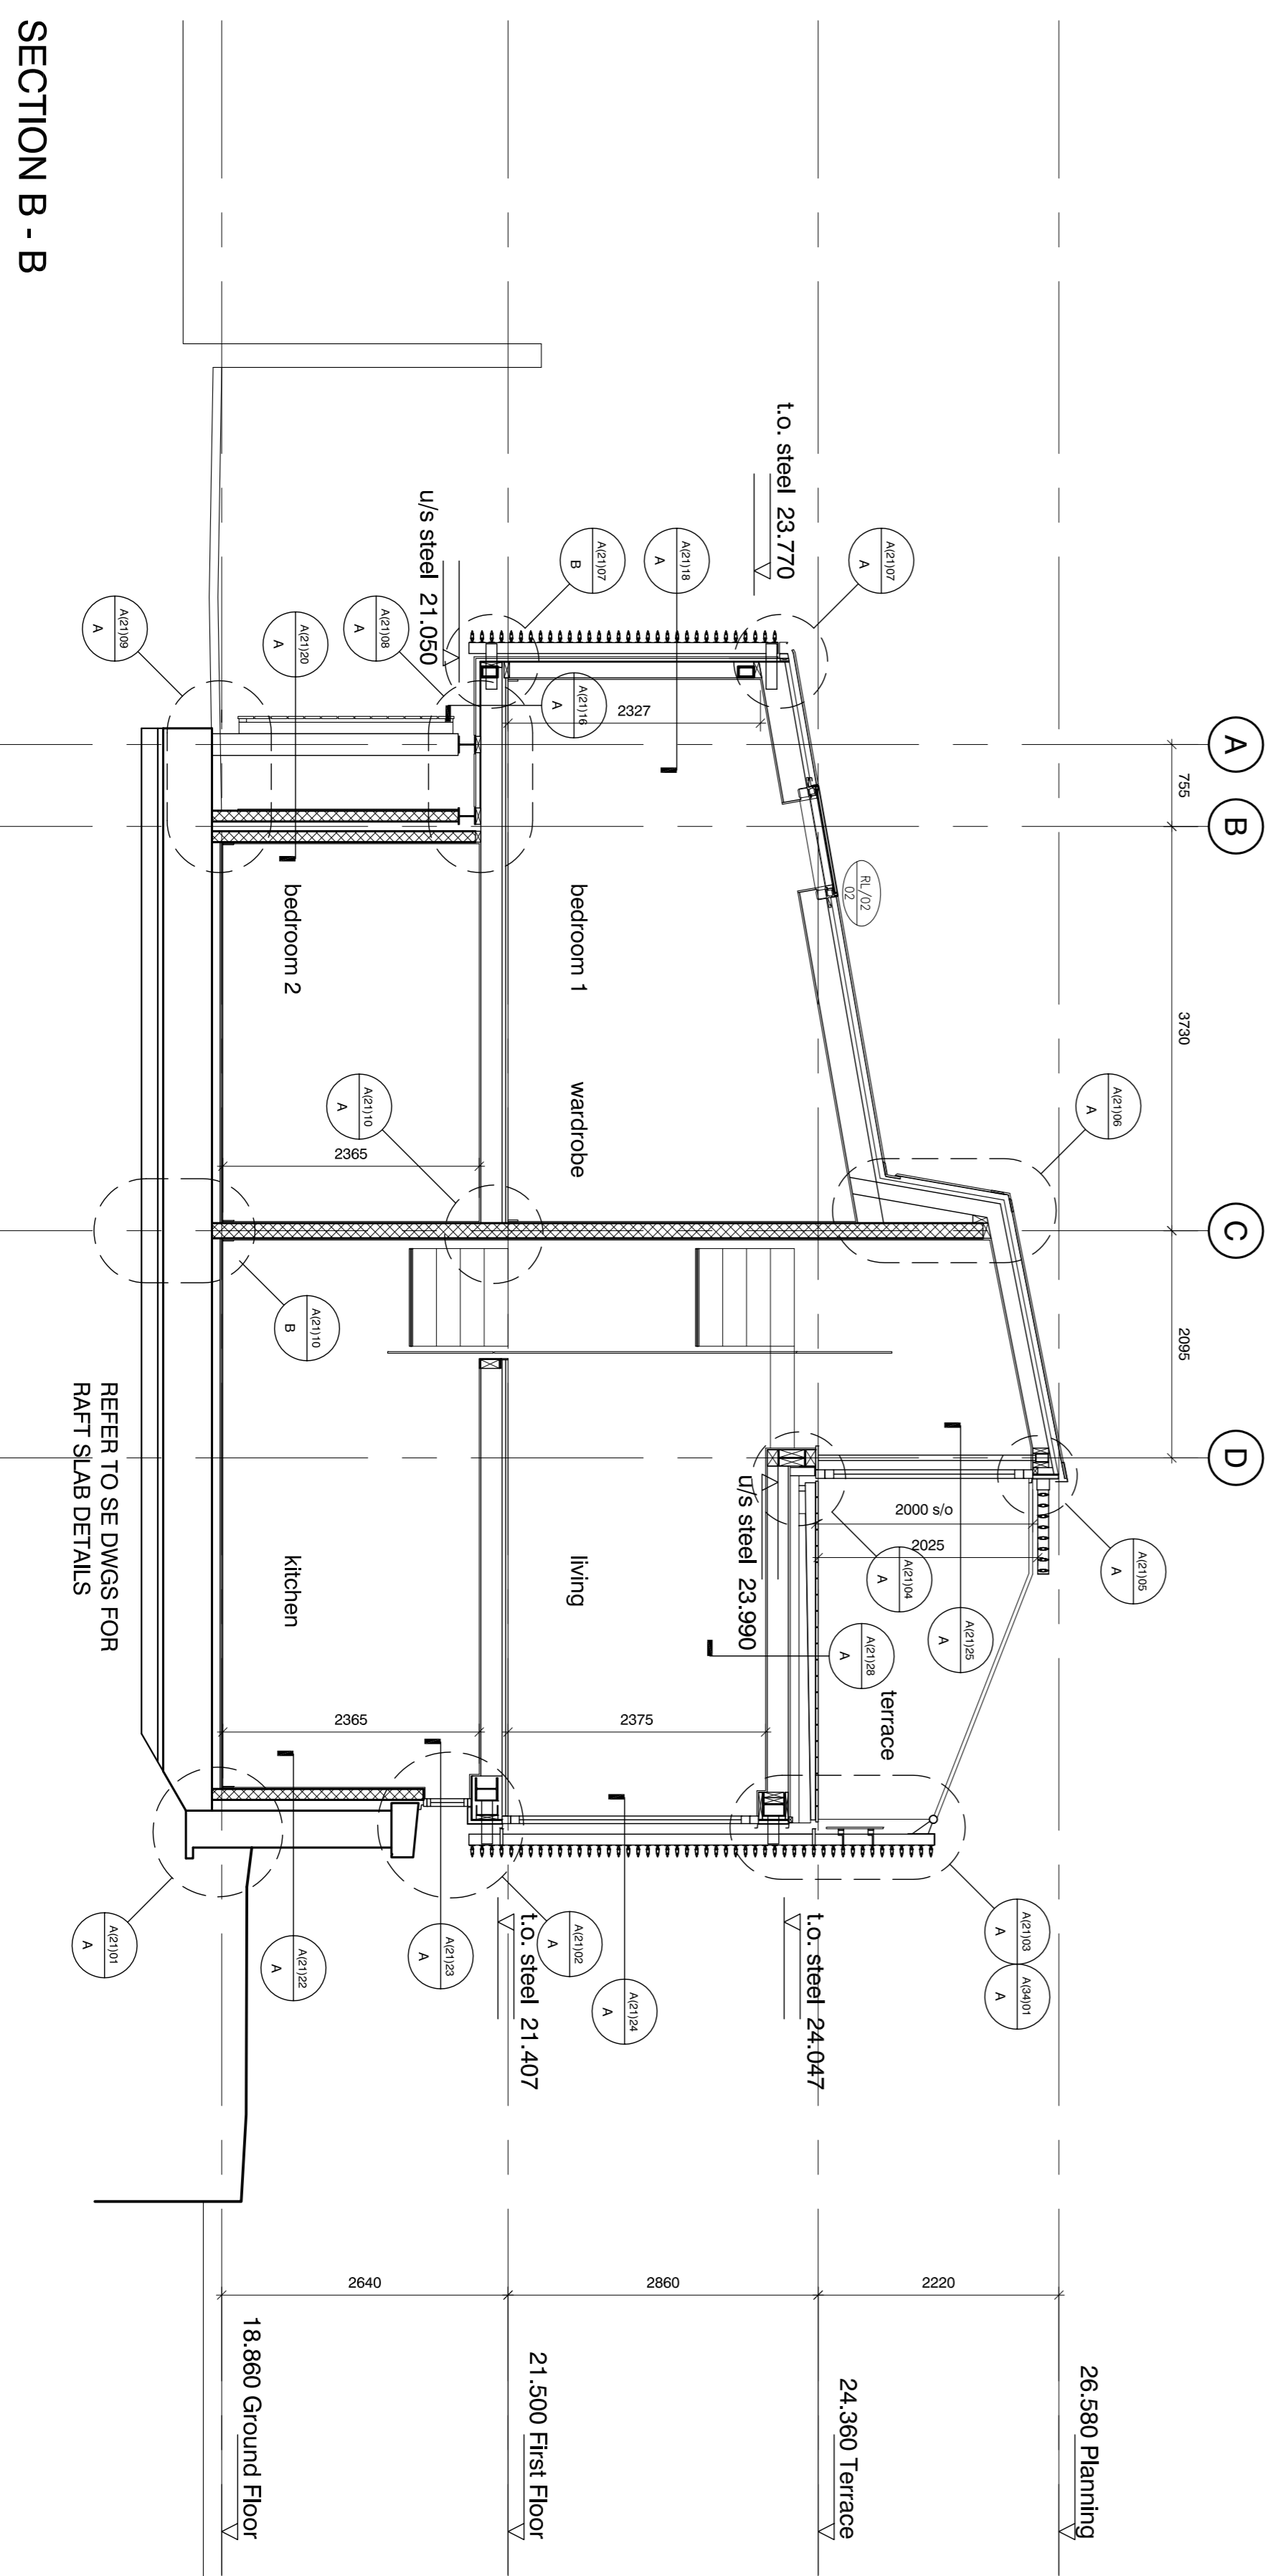 A
B
C
D
755
3730
2095
26.580 Planning
24.360 Terrace
21.500 First Floor
18.860 Ground Floor
2220
2860
2640
A(21)07
A
t.o. steel 23.770
A(21)18
A
A(21)07
B
u/s steel 21.050
A(21)08
A
A(21)20
A
A(21)09
A
A(21)16
A
2327
RL/02
02
bedroom 1
wardrobe
bedroom 2
A(21)06
A
A(21)10
A
2365
A(21)10
B
REFER TO SE DWGS FOR
RAFT SLAB DETAILS
A(21)05
A
2000 s/o
2025
A(21)04
A
A(21)25
A
A(21)28
A
terrace
u/s steel 23.990
living
kitchen
2375
2365
A(21)03
A
A(34)01
A
t.o. steel 24.047
A(21)24
A
A(21)02
A
t.o. steel 21.407
A(21)23
A
A(21)22
A
A(21)01
A
SECTION B - B